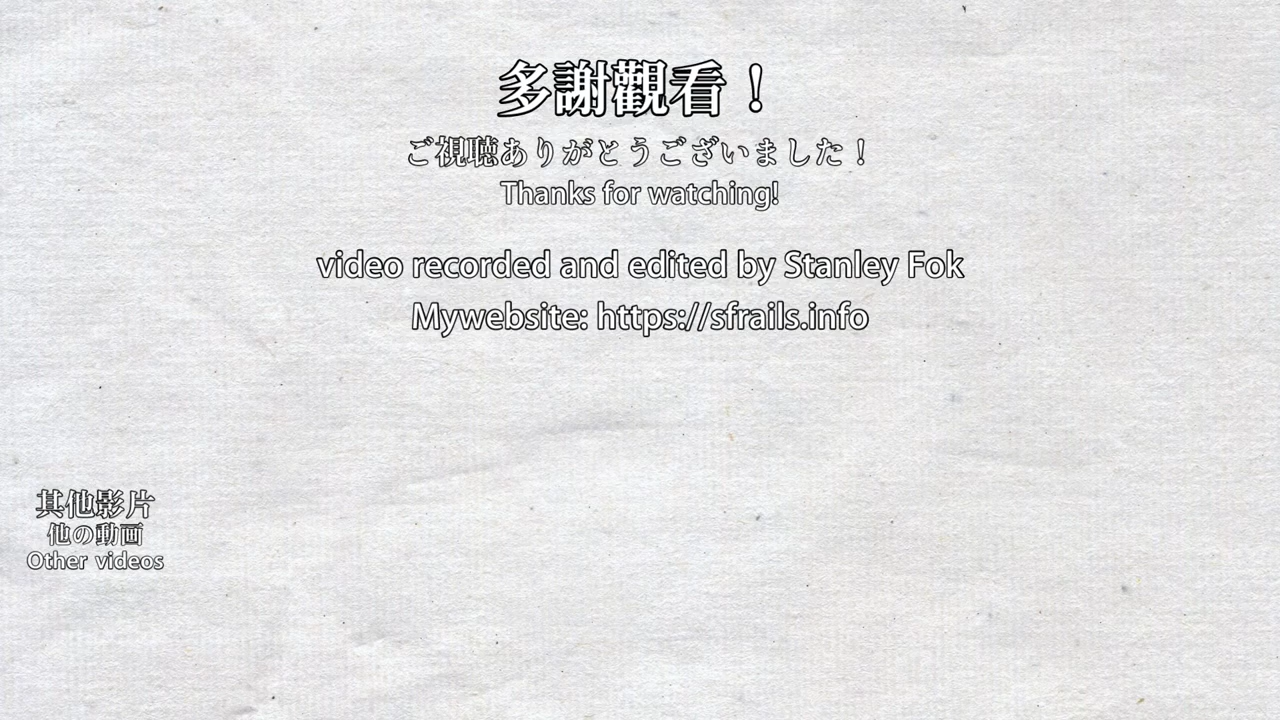 多謝觀看！
ご視聴ありがとうございました！
Thanks for watching!
video recorded and edited by Stanley Fok
Mywebsite: https://sfrails.info
其他影片
他の動画
Other videos